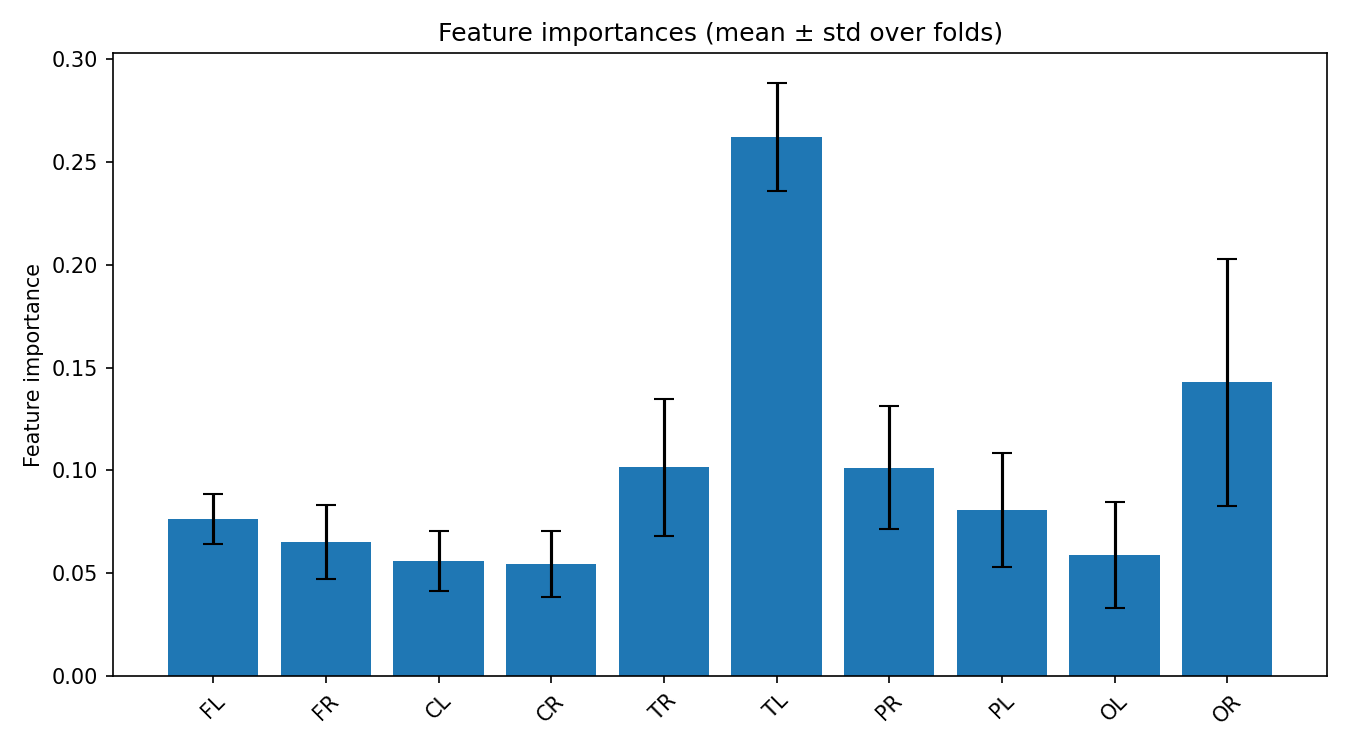 Feature importances (mean ± std over folds)
Feature importance
0.30
0.25
0.20
0.15
0.10
0.05
0.00
FL FR CL CR TR TL PR PL OL OR